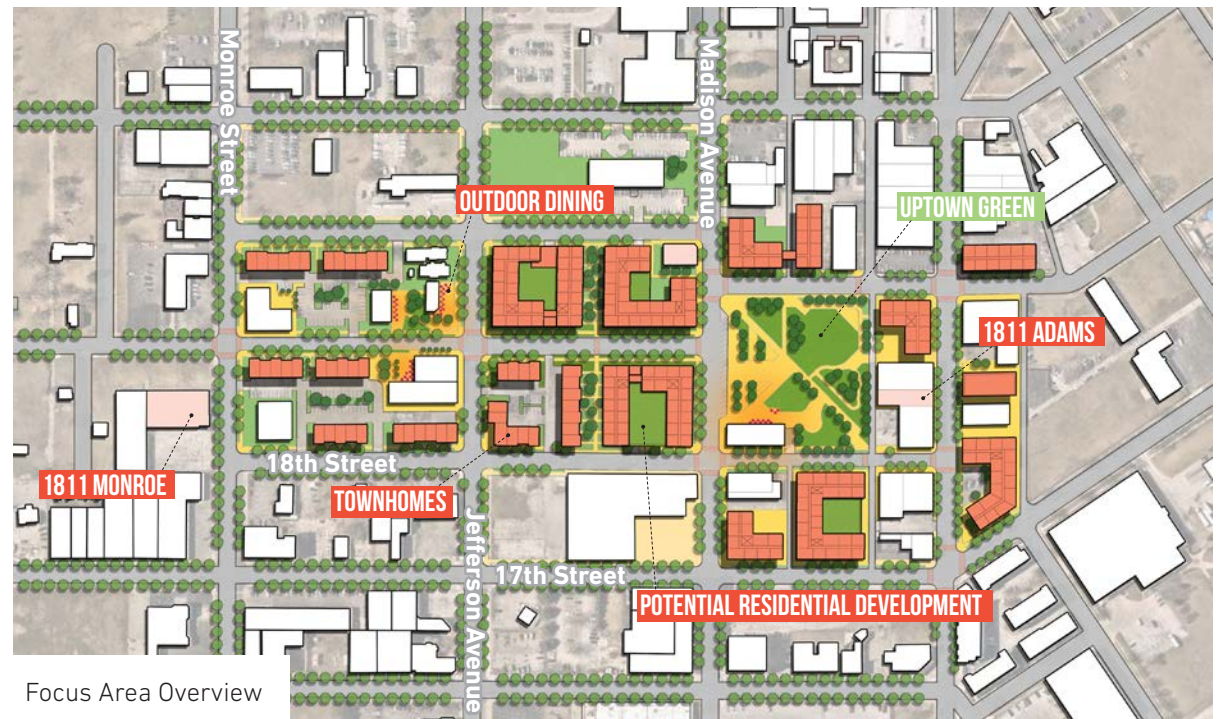 Monroe Street
Madison Avenue
OUTDOOR DINING
UPTOWN GREEN
1811 ADAMS
18th Street
1811 MONROE
TOWNHOMES
Jefferson Avenue
17th Street
POTENTIAL RESIDENTIAL DEVELOPMENT
Focus Area Overview